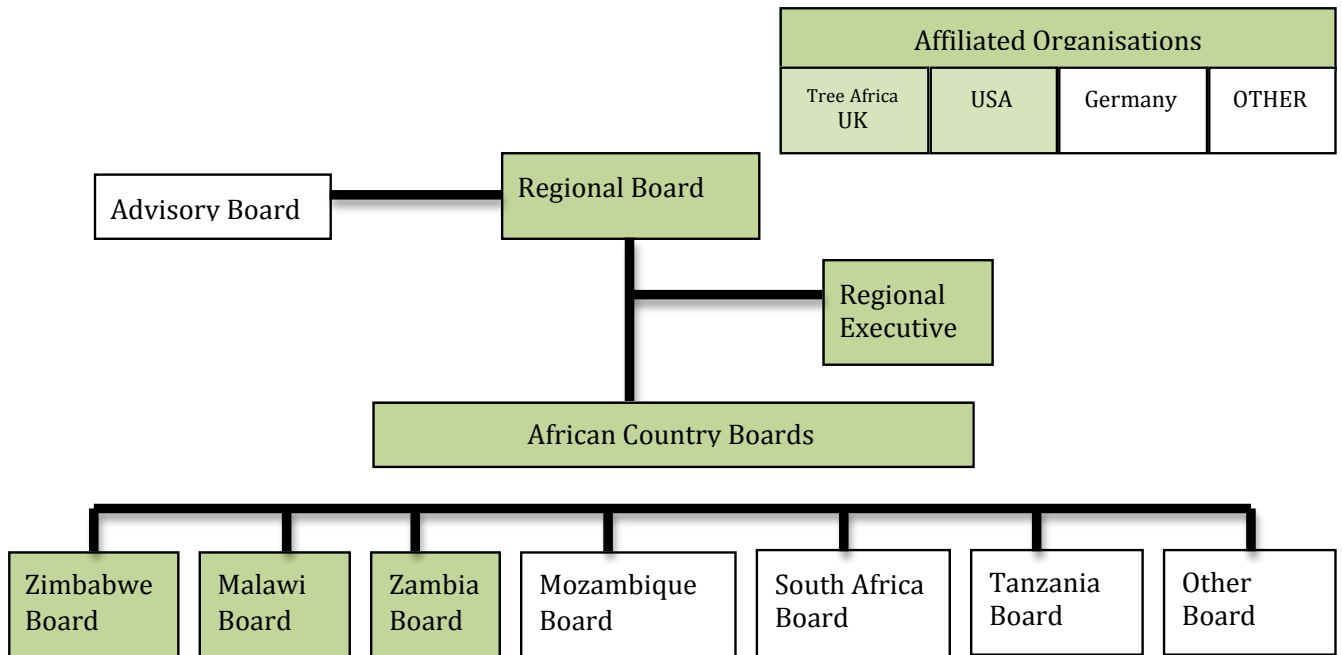 Affiliated Organisations
Tree Africa
UK
USA
Germany
OTHER
Regional Board
Advisory Board
Regional
Executive
African Country Boards
Zimbabwe
Board
Malawi
Board
Zambia
Board
Mozambique
Board
South Africa
Board
Tanzania
Board
Other
Board